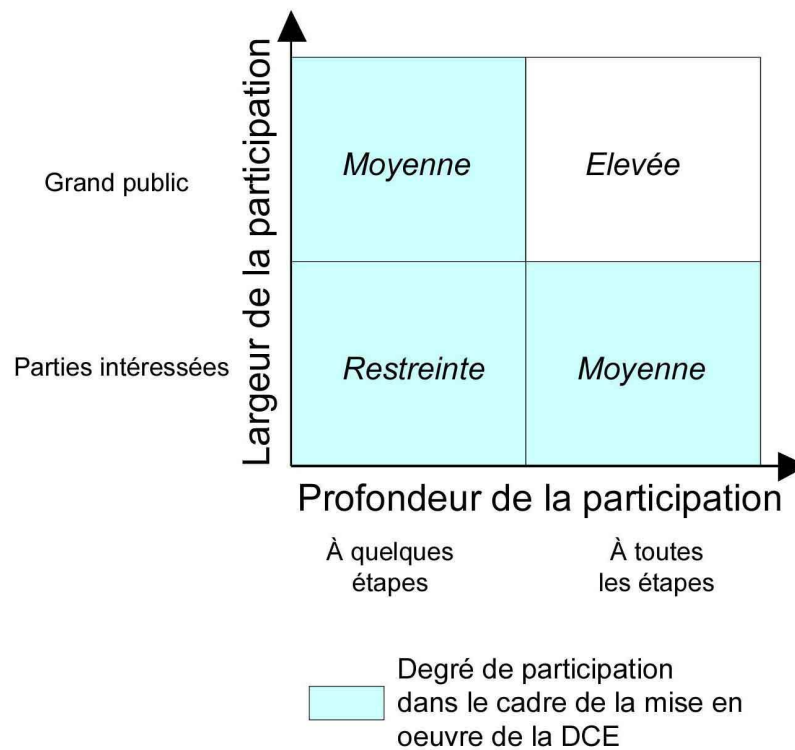 Largeur de la participation
Grand public
Moyenne
Elevée
Parties intéressées
Restreinte
Moyenne
Profondeur de la participation
À quelques
étapes
À toutes
les étapes
Degré de participation
dans le cadre de la mise en
oeuvre de la DCE